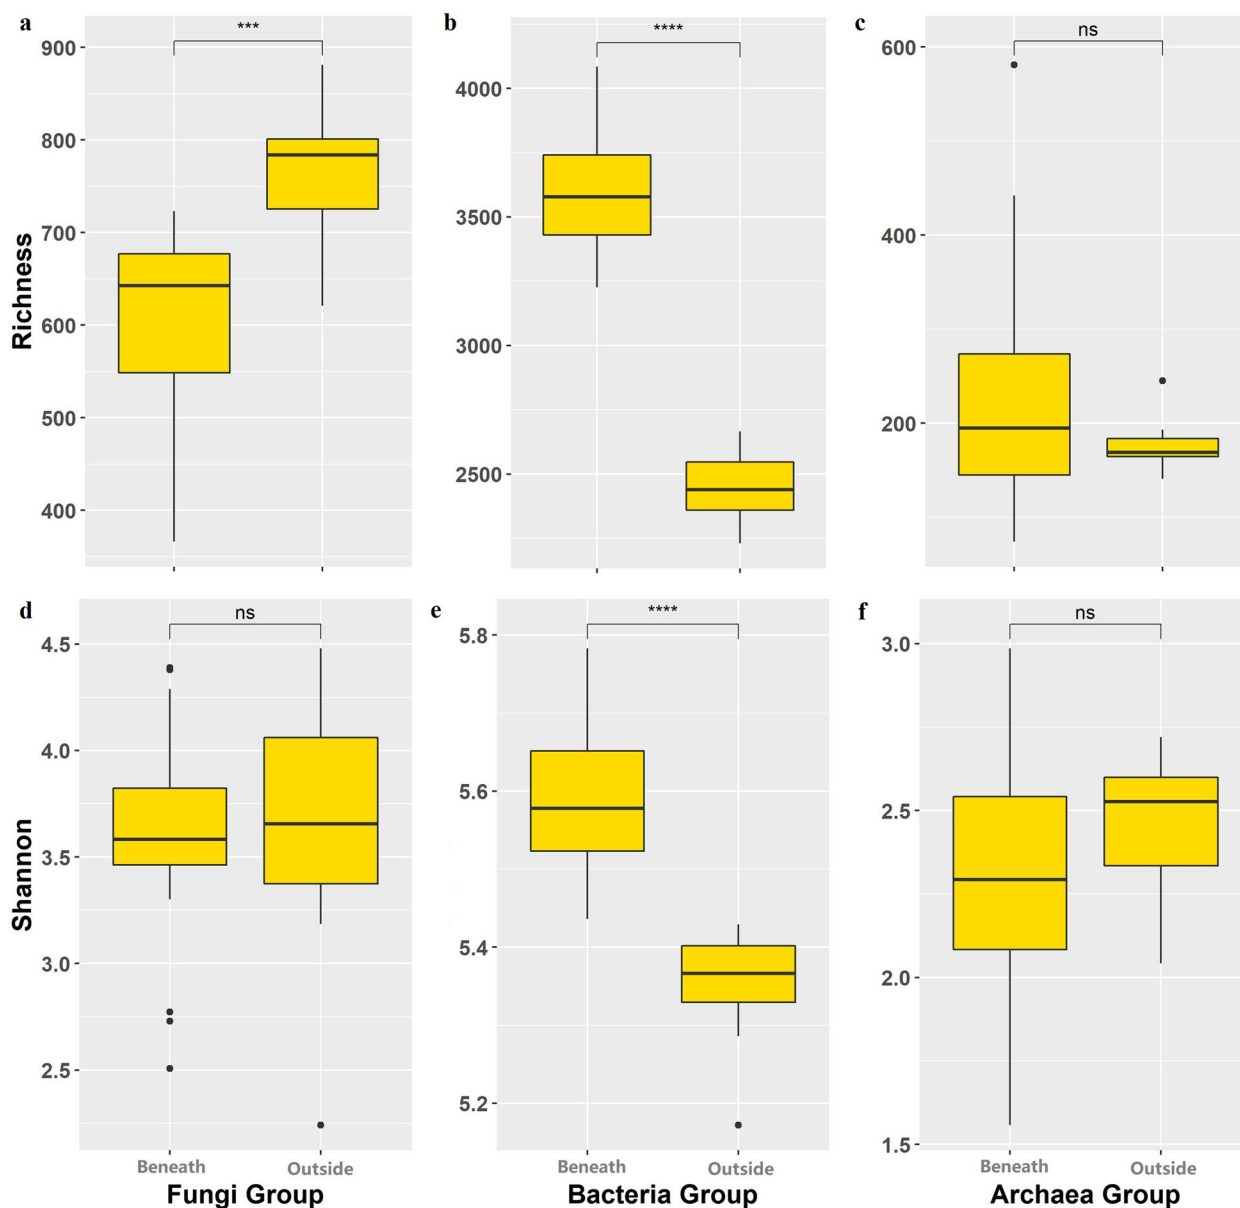 a
***
900
800
700
600
500
400
Richness
b
****
4000
3500
3000
2500
c
ns
600
400
200
d
ns
4.5
4.0
3.5
3.0
2.5
Shannon
Beneath
Outside
Fungi Group
e
****
5.8
5.6
5.4
5.2
Beneath
Outside
Bacteria Group
f
ns
3.0
2.5
2.0
1.5
Beneath
Outside
Archaea Group